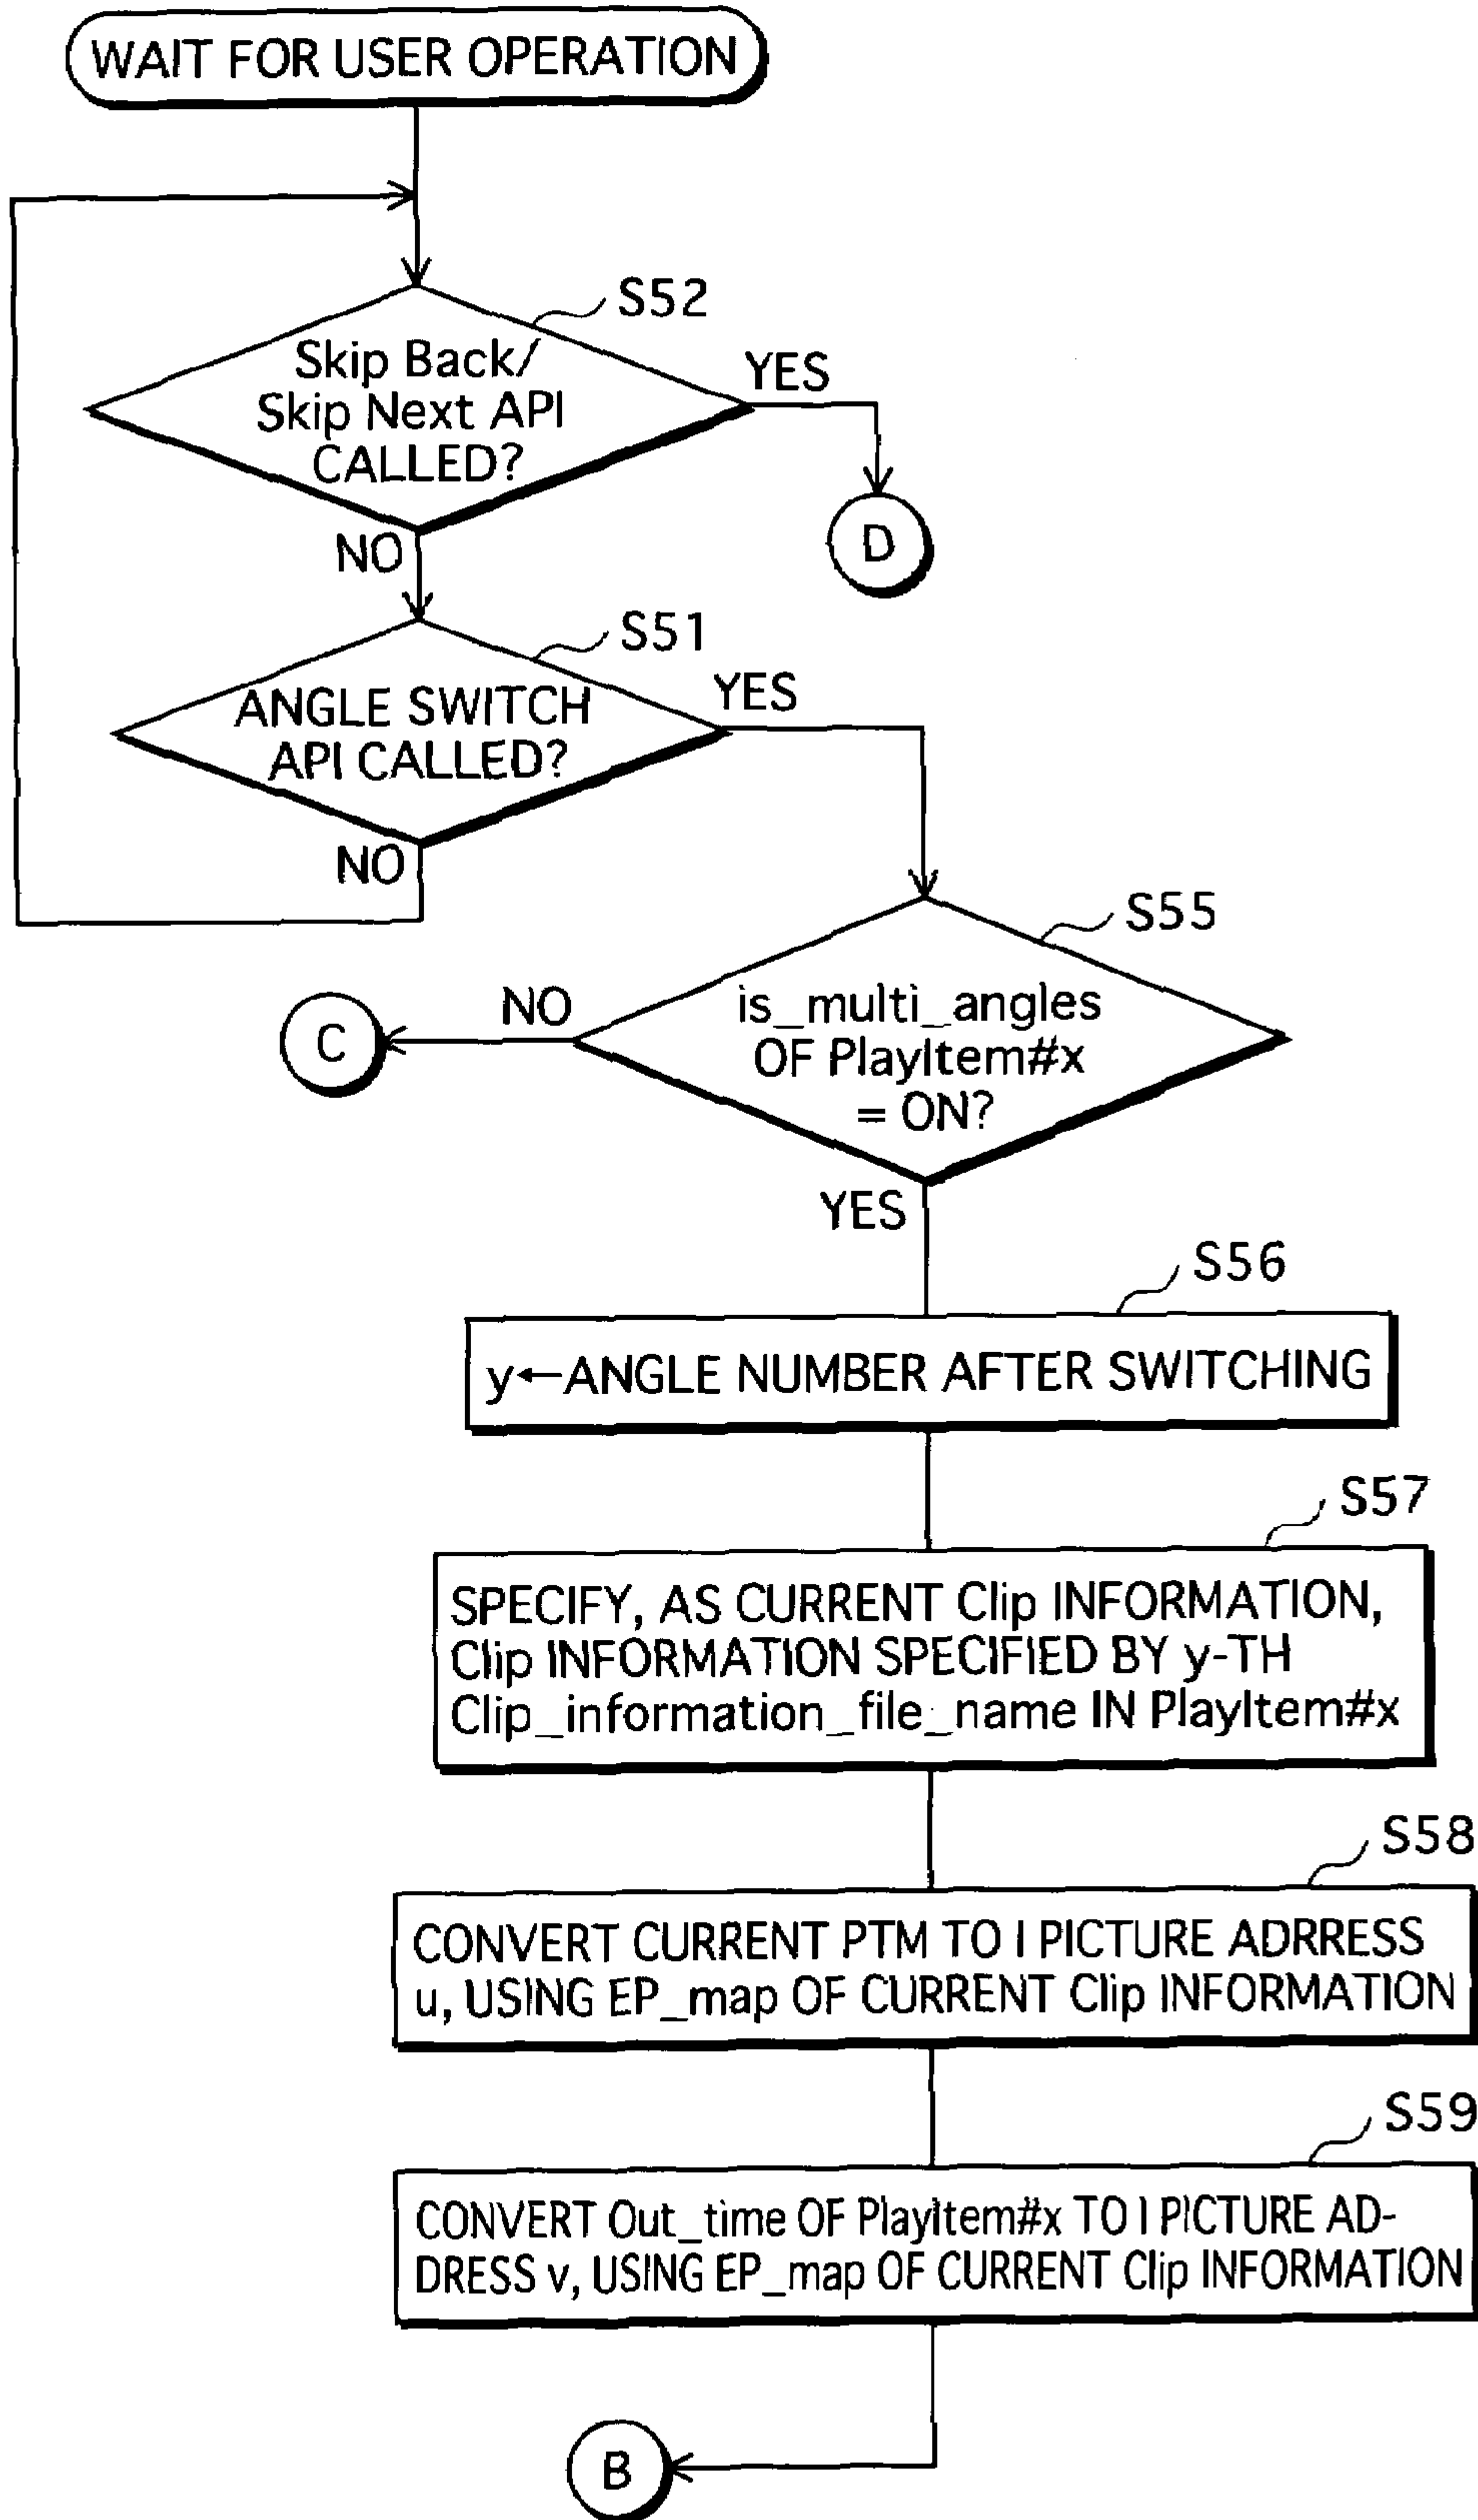 WAIT FOR USER OPERATION
S52
Skip Back/
Skip Next API
CALLED?
YES
D
NO
S51
ANGLE SWITCH
API CALLED?
YES
NO
S55
is_multi_angles
OF PlayItem#x
= ON?
NO
C
YES
S56
y←ANGLE NUMBER AFTER SWITCHING
S57
SPECIFY, AS CURRENT Clip INFORMATION,
Clip INFORMATION SPECIFIED BY y-TH
Clip_information_file_name IN PlayItem#x
S58
CONVERT CURRENT PTM TO I PICTURE ADRRESS
u, USING EP_map OF CURRENT Clip INFORMATION
S59
CONVERT Out_time OF PlayItem#x TO I PICTURE AD-
DRESS v, USING EP_map OF CURRENT Clip INFORMATION
B